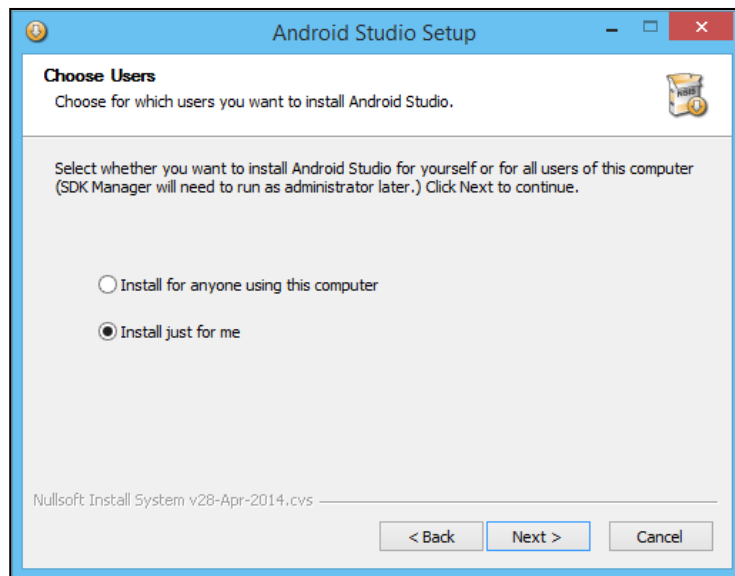 Android Studio Setup
Choose Users
Choose for which users you want to install Android Studio.
NSIS
Select whether you want to install Android Studio for yourself or for all users of this computer
(SDK Manager will need to run as administrator later.) Click Next to continue.
Install for anyone using this computer
Install just for me
Nullsoft Install System v28-Apr-2014.cvs
< Back Next > Cancel